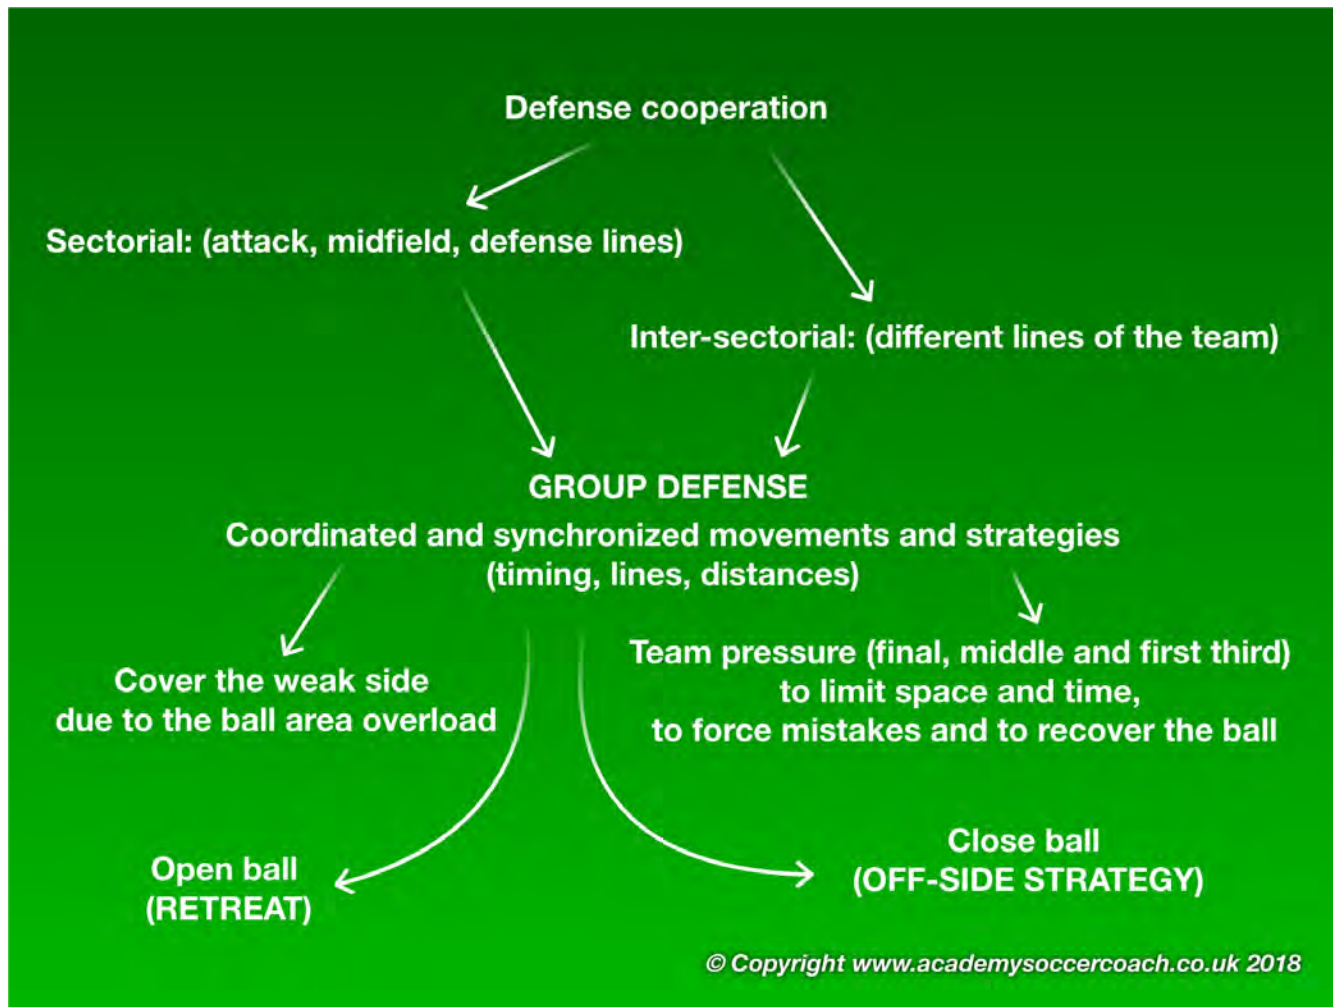 Defense cooperation
Sectorial: (attack, midfield, defense lines)
Inter-sectorial: (different lines of the team)
GROUP DEFENSE
Coordinated and synchronized movements and strategies
(timing, lines, distances)
Cover the weak side
due to the ball area overload
Team pressure (final, middle and first third)
to limit space and time,
to force mistakes and to recover the ball
Open ball
(RETREAT)
Close ball
(OFF-SIDE STRATEGY)
© Copyright www.academysoccercoach.co.uk 2018